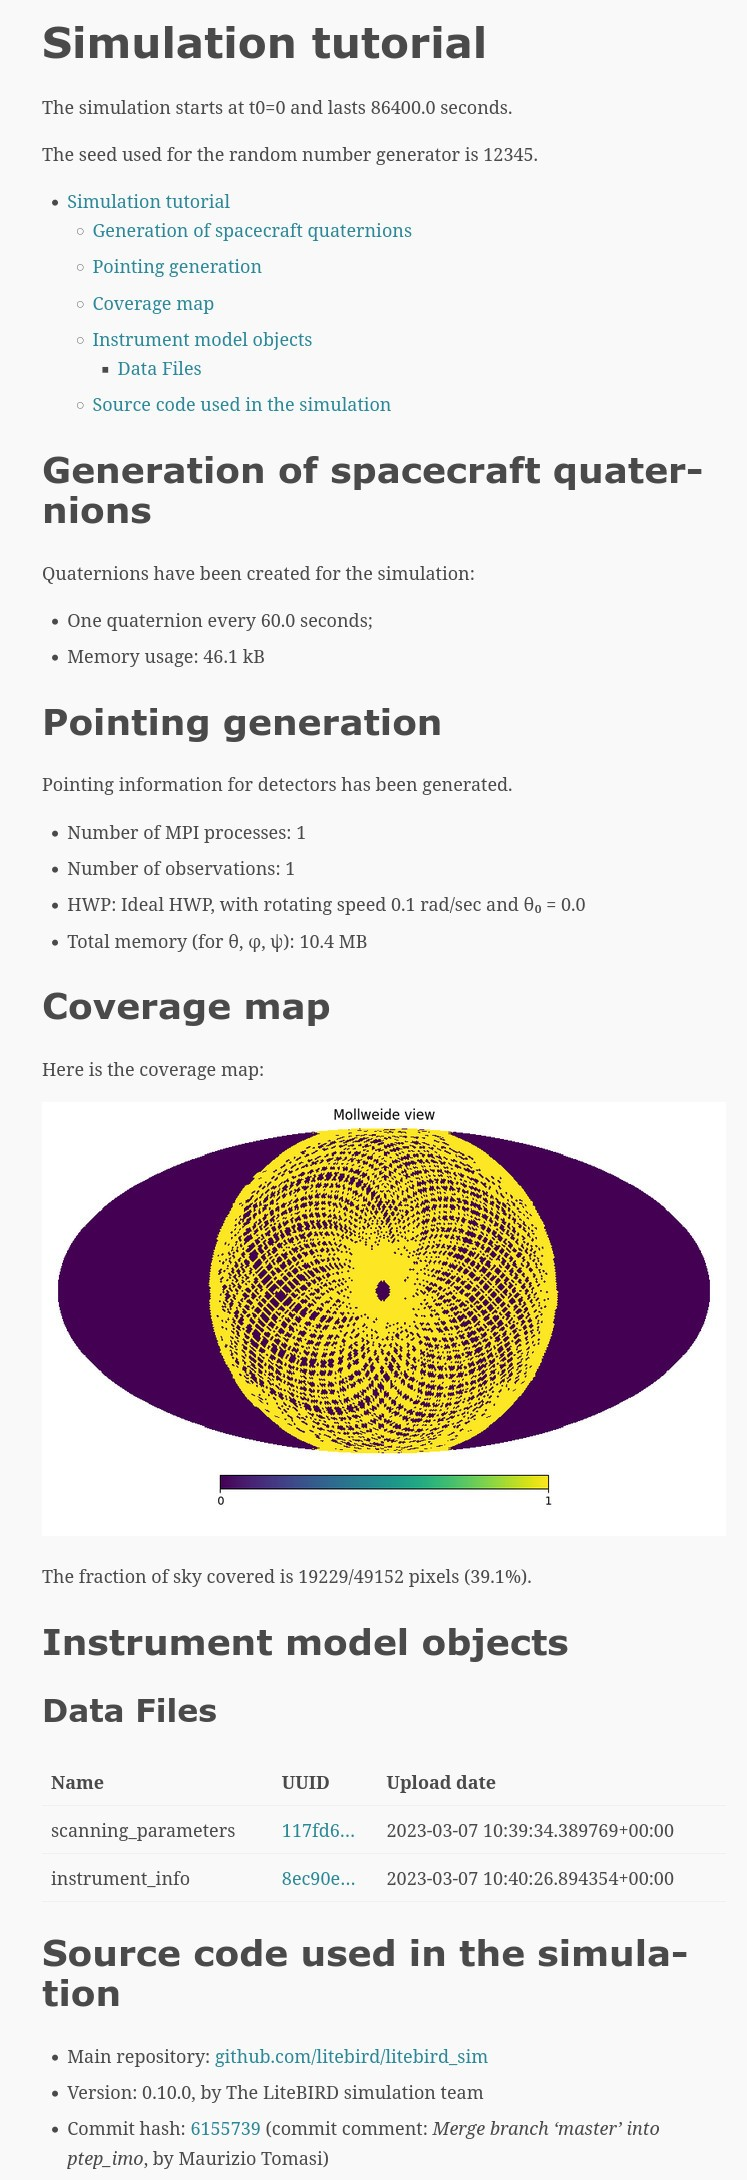 Simulation tutorial
The simulation starts at t0=0 and lasts 86400.0 seconds.
The seed used for the random number generator is 12345.
• Simulation tutorial
◦ Generation of spacecraft quaternions
◦ Pointing generation
◦ Coverage map
◦ Instrument model objects
▪ Data Files
◦ Source code used in the simulation
Generation of spacecraft quater-
nions
Quaternions have been created for the simulation:
• One quaternion every 60.0 seconds;
• Memory usage: 46.1 kB
Pointing generation
Pointing information for detectors has been generated.
• Number of MPI processes: 1
• Number of observations: 1
• HWP: Ideal HWP, with rotating speed 0.1 rad/sec and θ₀ = 0.0
• Total memory (for θ, φ, ψ): 10.4 MB
Coverage map
Here is the coverage map:
Mollweide view
0 1
The fraction of sky covered is 19229/49152 pixels (39.1%).
Instrument model objects
Data Files
Name UUID Upload date
scanning_parameters 117fd6… 2023-03-07 10:39:34.389769+00:00
instrument_info 8ec90e… 2023-03-07 10:40:26.894354+00:00
Source code used in the simula-
tion
• Main repository: github.com/litebird/litebird_sim
• Version: 0.10.0, by The LiteBIRD simulation team
• Commit hash: 6155739 (commit comment: Merge branch ‘master’ into
ptep_imo, by Maurizio Tomasi)